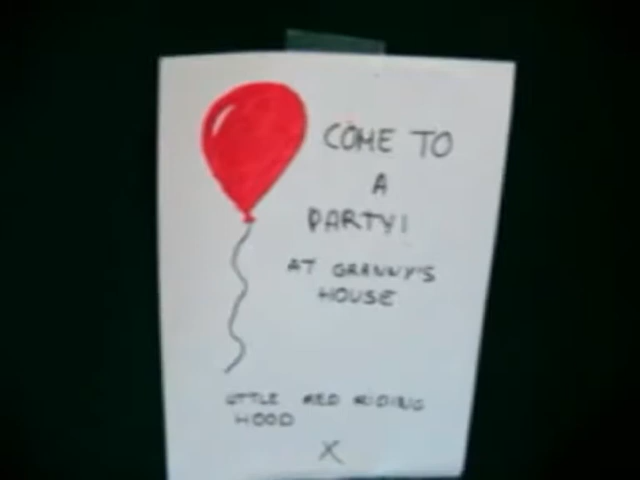 COME TO
A
PARTY!
AT GRANNY'S
HOUSE
LITTLE RED RIDING
HOOD
X